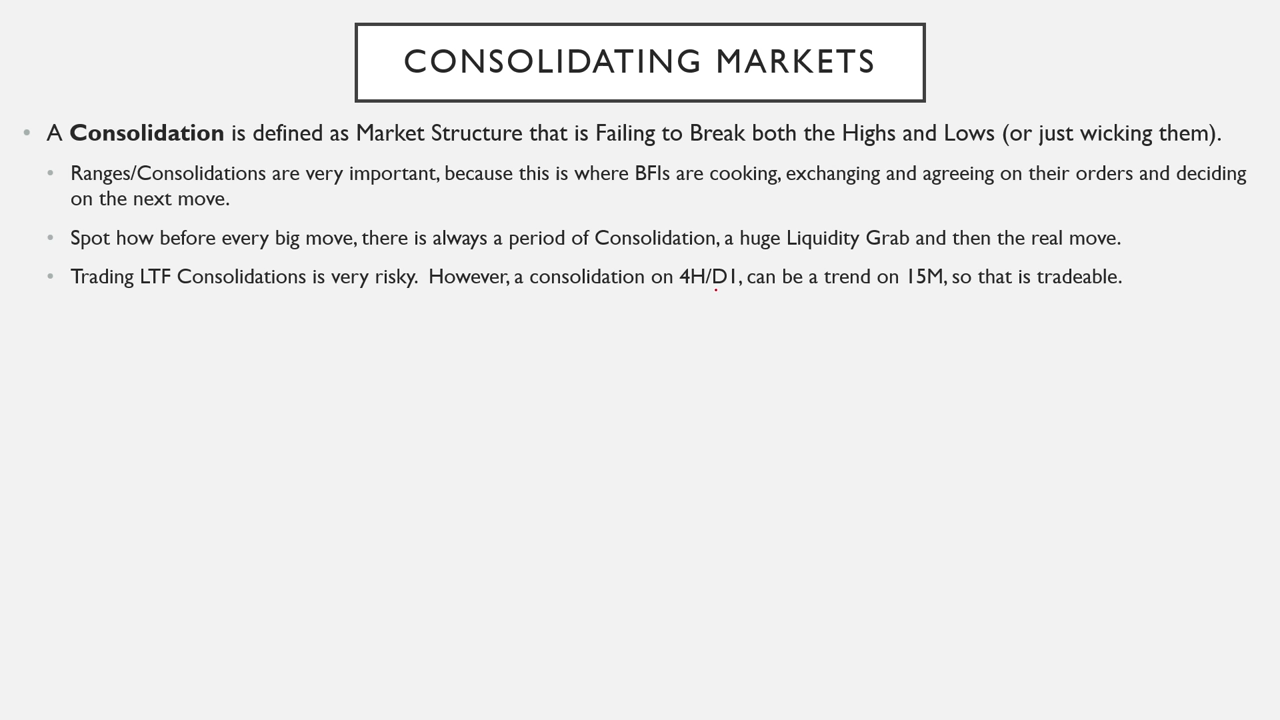 CONSOLIDATING MARKETS
• A Consolidation is defined as Market Structure that is Failing to Break both the Highs and Lows (or just wicking them).
• Ranges/Consolidations are very important, because this is where BFIs are cooking, exchanging and agreeing on their orders and deciding
on the next move.
• Spot how before every big move, there is always a period of Consolidation, a huge Liquidity Grab and then the real move.
• Trading LTF Consolidations is very risky.  However, a consolidation on 4H/D1, can be a trend on 15M, so that is tradeable.